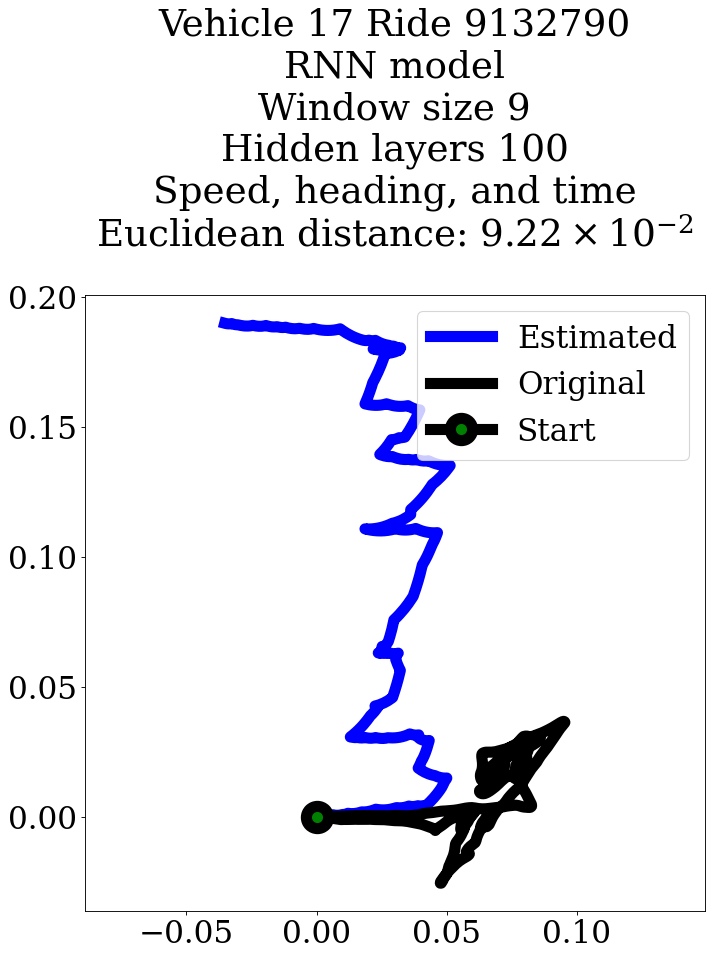 Vehicle 17 Ride 9132790
RNN model
Window size 9
Hidden layers 100
Speed, heading, and time
Euclidean distance: 9.22 × 10⁻²
0.20
Estimated
Original
Start
0.15
0.10
0.05
0.00
−0.05 0.00 0.05 0.10